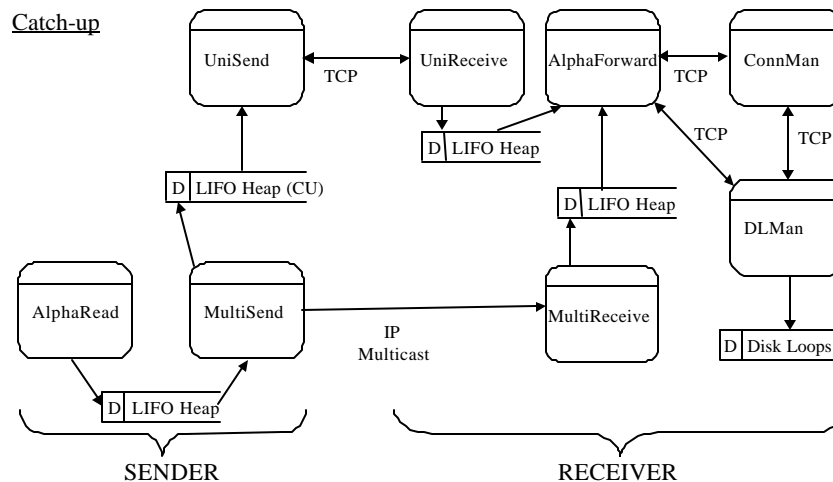 Catch-up
UniSend
TCP
UniReceive
AlphaForward
TCP
ConnMan
D LIFO Heap
TCP
TCP
D LIFO Heap (CU)
D LIFO Heap
DLMan
AlphaRead
MultiSend
IP
Multicast
MultiReceive
D Disk Loops
D LIFO Heap
SENDER
RECEIVER